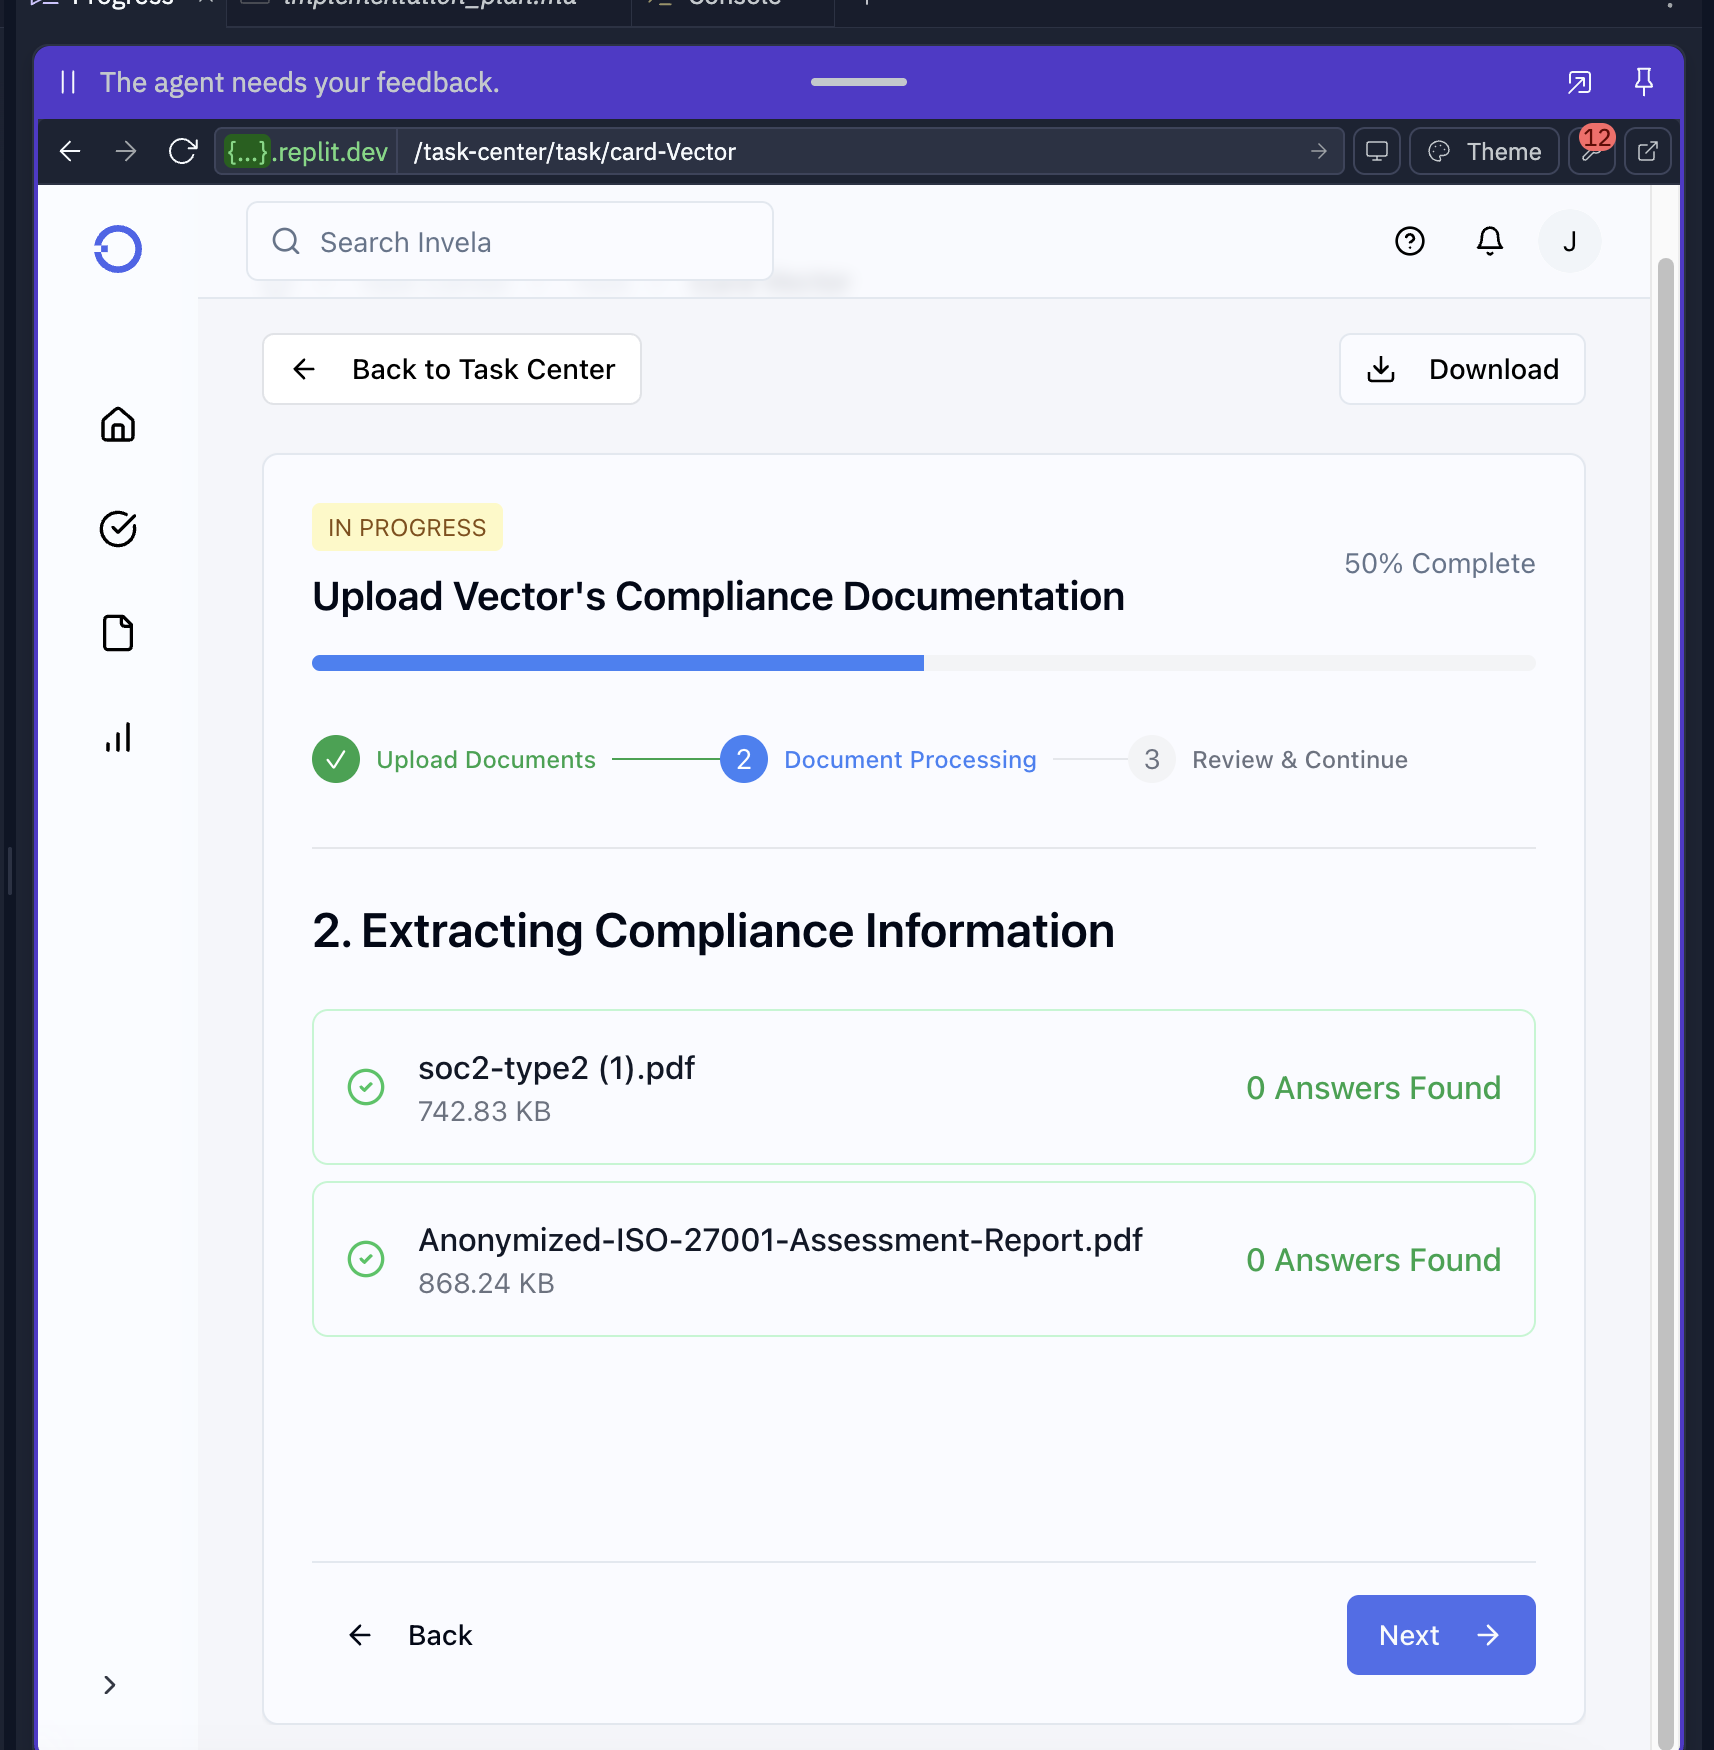 Progress
implementation_plan.md
Console
The agent needs your feedback.
{...}.replit.dev /task-center/task/card-Vector
Theme
12
Search Invela
J
Back to Task Center
Download
IN PROGRESS
50% Complete
Upload Vector's Compliance Documentation
Upload Documents
2 Document Processing
3 Review & Continue
2. Extracting Compliance Information
soc2-type2 (1).pdf
742.83 KB
0 Answers Found
Anonymized-ISO-27001-Assessment-Report.pdf
868.24 KB
0 Answers Found
Back
Next